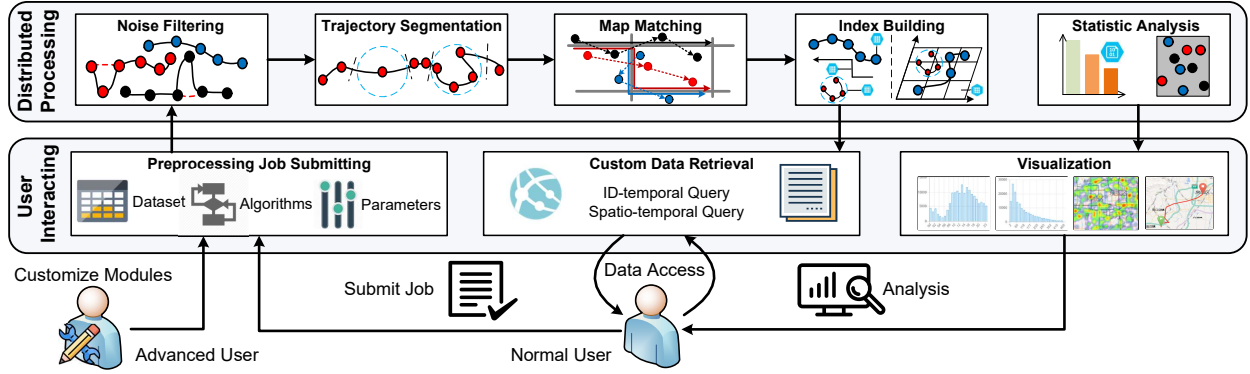 Distributed
Processing
Noise Filtering
Trajectory Segmentation
Map Matching
Index Building
Statistic Analysis
User
Interacting
Preprocessing Job Submitting
Dataset
Algorithms
Parameters
Custom Data Retrieval
ID-temporal Query
Spatio-temporal Query
Visualization
Customize Modules
Advanced User
Submit Job
Data Access
Normal User
Analysis